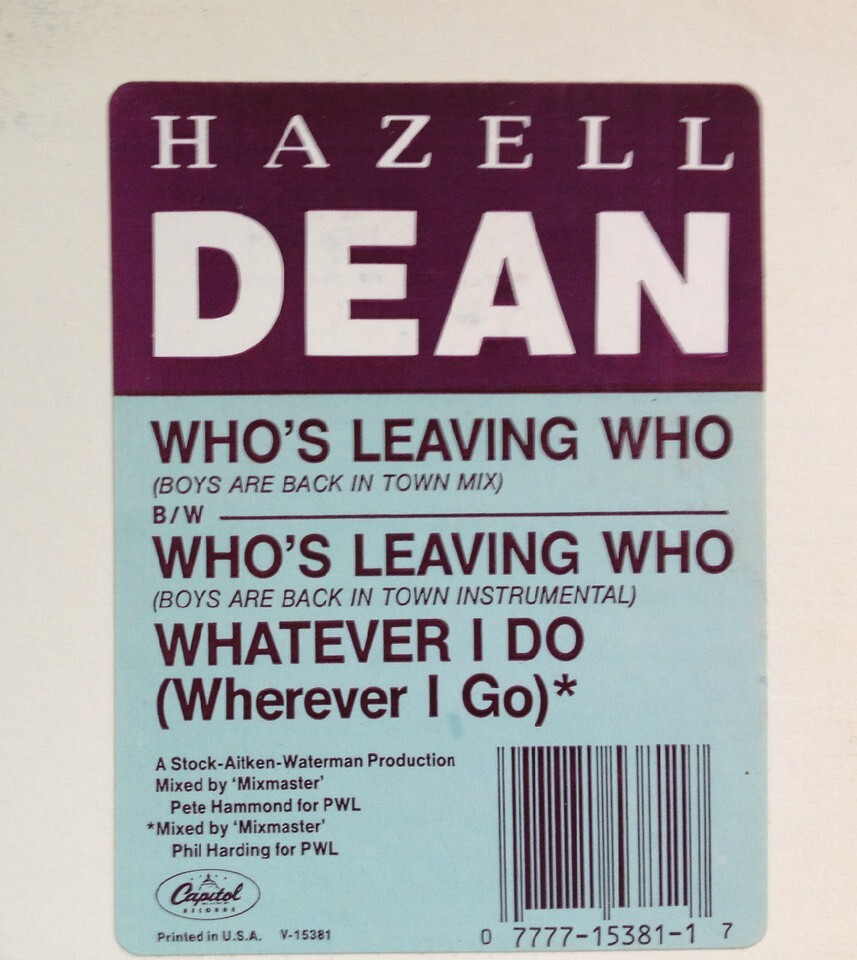 HAZELL
DEAN
WHO'S LEAVING WHO
(BOYS ARE BACK IN TOWN MIX)
B/W
WHO'S LEAVING WHO
(BOYS ARE BACK IN TOWN INSTRUMENTAL)
WHATEVER I DO
(Wherever I Go)*
A Stock-Aitken-Waterman Production
Mixed by 'Mixmaster'
Pete Hammond for PWL
*Mixed by 'Mixmaster'
Phil Harding for PWL
Capitol
RECORDS
Printed in U.S.A. V-15381
0 7777-15381-1 7